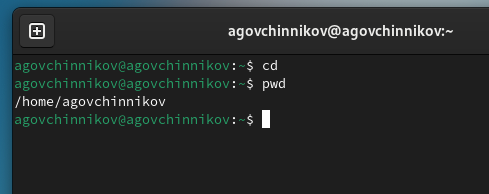 agovchinnikov@agovchinnikov:~
agovchinnikov@agovchinnikov:~$ cd
agovchinnikov@agovchinnikov:~$ pwd
/home/agovchinnikov
agovchinnikov@agovchinnikov:~$